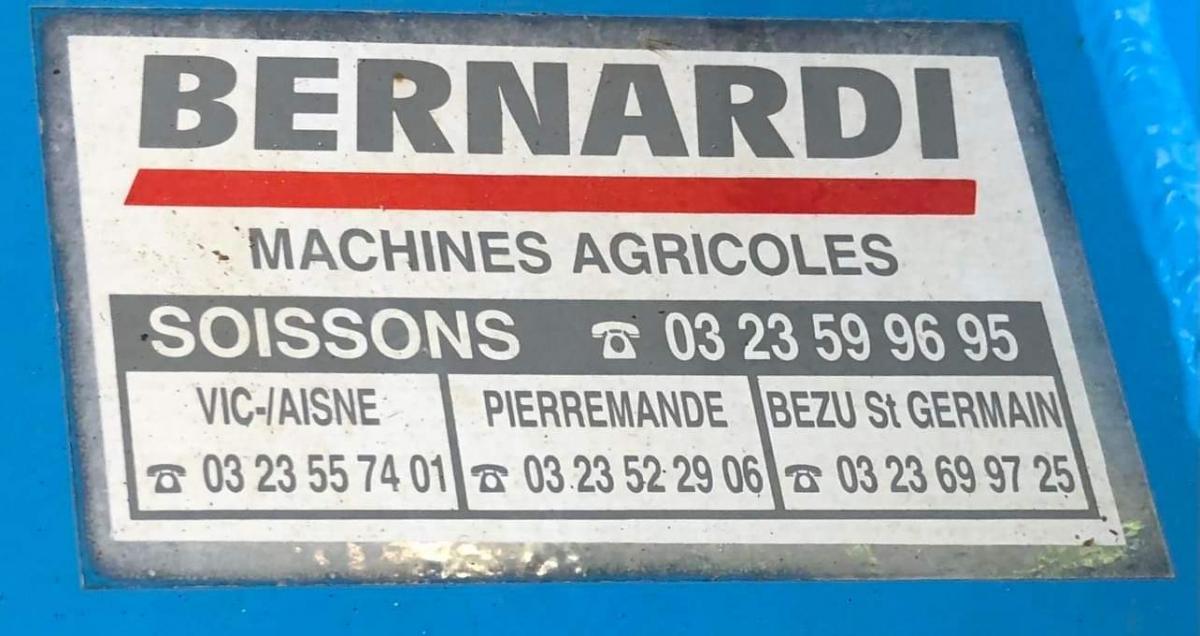 BERNARDI
MACHINES AGRICOLES
SOISSONS ☎ 03 23 59 96 95
VIC-/AISNE
☎ 03 23 55 74 01
PIERREMANDE
☎ 03 23 52 29 06
BEZU St GERMAIN
☎ 03 23 69 97 25